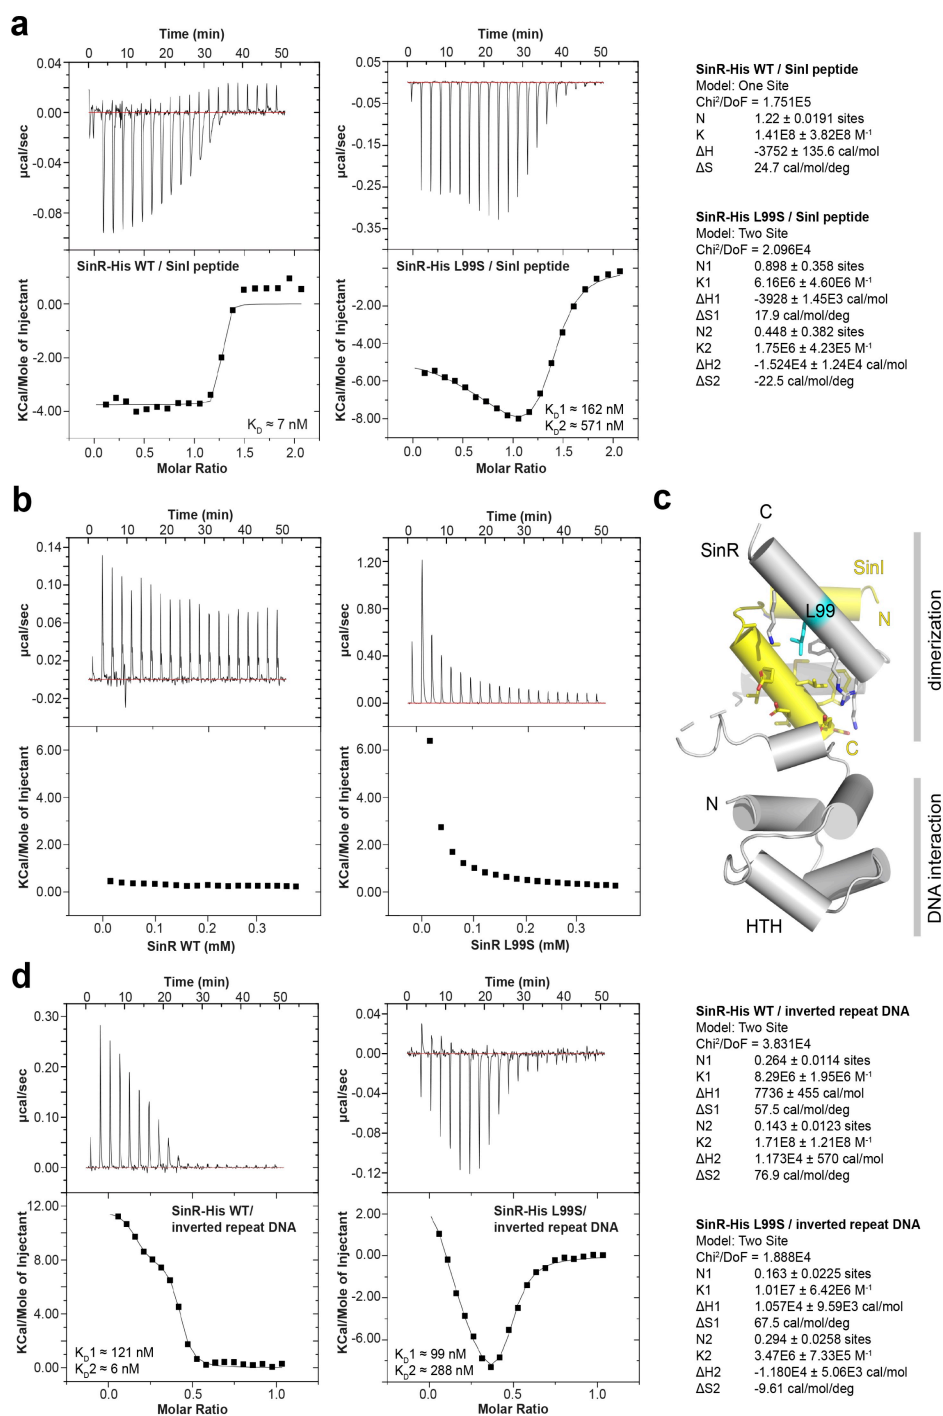 a
Time (min)
0 10 20 30 40 50
0.04
0.00
-0.04
-0.08
µcal/sec
SinR-His WT / SinI peptide
0.00
-2.00
-4.00
KCal/Mole of Injectant
K_D ≈ 7 nM
0.0 0.5 1.0 1.5 2.0
Molar Ratio
Time (min)
0 10 20 30 40 50
0.05
-0.05
-0.15
-0.25
-0.35
µcal/sec
SinR-His L99S / SinI peptide
-2.00
-4.00
-6.00
-8.00
KCal/Mole of Injectant
K_D1 ≈ 162 nM
K_D2 ≈ 571 nM
0.0 0.5 1.0 1.5 2.0
Molar Ratio
SinR-His WT / SinI peptide
Model: One Site
Chi²/DoF = 1.751E5
N 1.22 ± 0.0191 sites
K 1.41E8 ± 3.82E8 M⁻¹
ΔH -3752 ± 135.6 cal/mol
ΔS 24.7 cal/mol/deg
SinR-His L99S / SinI peptide
Model: Two Site
Chi²/DoF = 2.096E4
N1 0.898 ± 0.358 sites
K1 6.16E6 ± 4.60E6 M⁻¹
ΔH1 -3928 ± 1.45E3 cal/mol
ΔS1 17.9 cal/mol/deg
N2 0.448 ± 0.382 sites
K2 1.75E6 ± 4.23E5 M⁻¹
ΔH2 -1.524E4 ± 1.24E4 cal/mol
ΔS2 -22.5 cal/mol/deg
b
Time (min)
0 10 20 30 40 50
0.14
0.10
0.06
0.02
-0.02
µcal/sec
6.00
4.00
2.00
0.00
KCal/Mole of Injectant
0.0 0.1 0.2 0.3
SinR WT (mM)
Time (min)
0 10 20 30 40 50
1.20
0.80
0.40
0.00
µcal/sec
6.00
4.00
2.00
0.00
KCal/Mole of Injectant
0.0 0.1 0.2 0.3
SinR L99S (mM)
c
C
SinR
SinI
L99
N
C
N
HTH
dimerization
DNA interaction
d
Time (min)
0 10 20 30 40 50
0.30
0.20
0.10
0.00
µcal/sec
SinR-His WT/
inverted repeat DNA
12.00
8.00
4.00
0.00
KCal/Mole of Injectant
K_D1 ≈ 121 nM
K_D2 ≈ 6 nM
0.0 0.5 1.0
Molar Ratio
Time (min)
0 10 20 30 40 50
0.00
-0.04
-0.08
-0.12
µcal/sec
SinR-His L99S/
inverted repeat DNA
2.00
0.00
-2.00
-6.00
KCal/Mole of Injectant
K_D1 ≈ 99 nM
K_D2 ≈ 288 nM
0.0 0.5 1.0
Molar Ratio
SinR-His WT / inverted repeat DNA
Model: Two Site
Chi²/DoF = 3.831E4
N1 0.264 ± 0.0114 sites
K1 8.29E6 ± 1.95E6 M⁻¹
ΔH1 7736 ± 455 cal/mol
ΔS1 57.5 cal/mol/deg
N2 0.143 ± 0.0123 sites
K2 1.71E8 ± 1.21E8 M⁻¹
ΔH2 1.173E4 ± 570 cal/mol
ΔS2 76.9 cal/mol/deg
SinR-His L99S / inverted repeat DNA
Model: Two Site
Chi²/DoF = 1.888E4
N1 0.163 ± 0.0225 sites
K1 1.01E7 ± 6.42E6 M⁻¹
ΔH1 1.057E4 ± 9.59E3 cal/mol
ΔS1 67.5 cal/mol/deg
N2 0.294 ± 0.0258 sites
K2 3.47E6 ± 7.33E5 M⁻¹
ΔH2 -1.180E4 ± 5.06E3 cal/mol
ΔS2 -9.61 cal/mol/deg